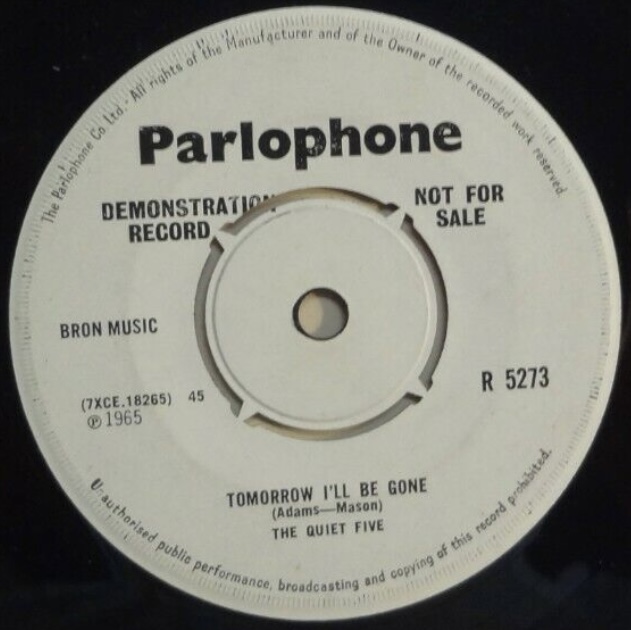 The Parlophone Co Ltd.- All rights of the Manufacturer and of the Owner of the recorded work reserved.
Parlophone
DEMONSTRATION
RECORD
NOT FOR
SALE
BRON MUSIC
R 5273
(7XCE.18265) 45
℗ 1965
TOMORROW I'LL BE GONE
(Adams—Mason)
THE QUIET FIVE
Unauthorised public performance, broadcasting and copying of this record prohibited.